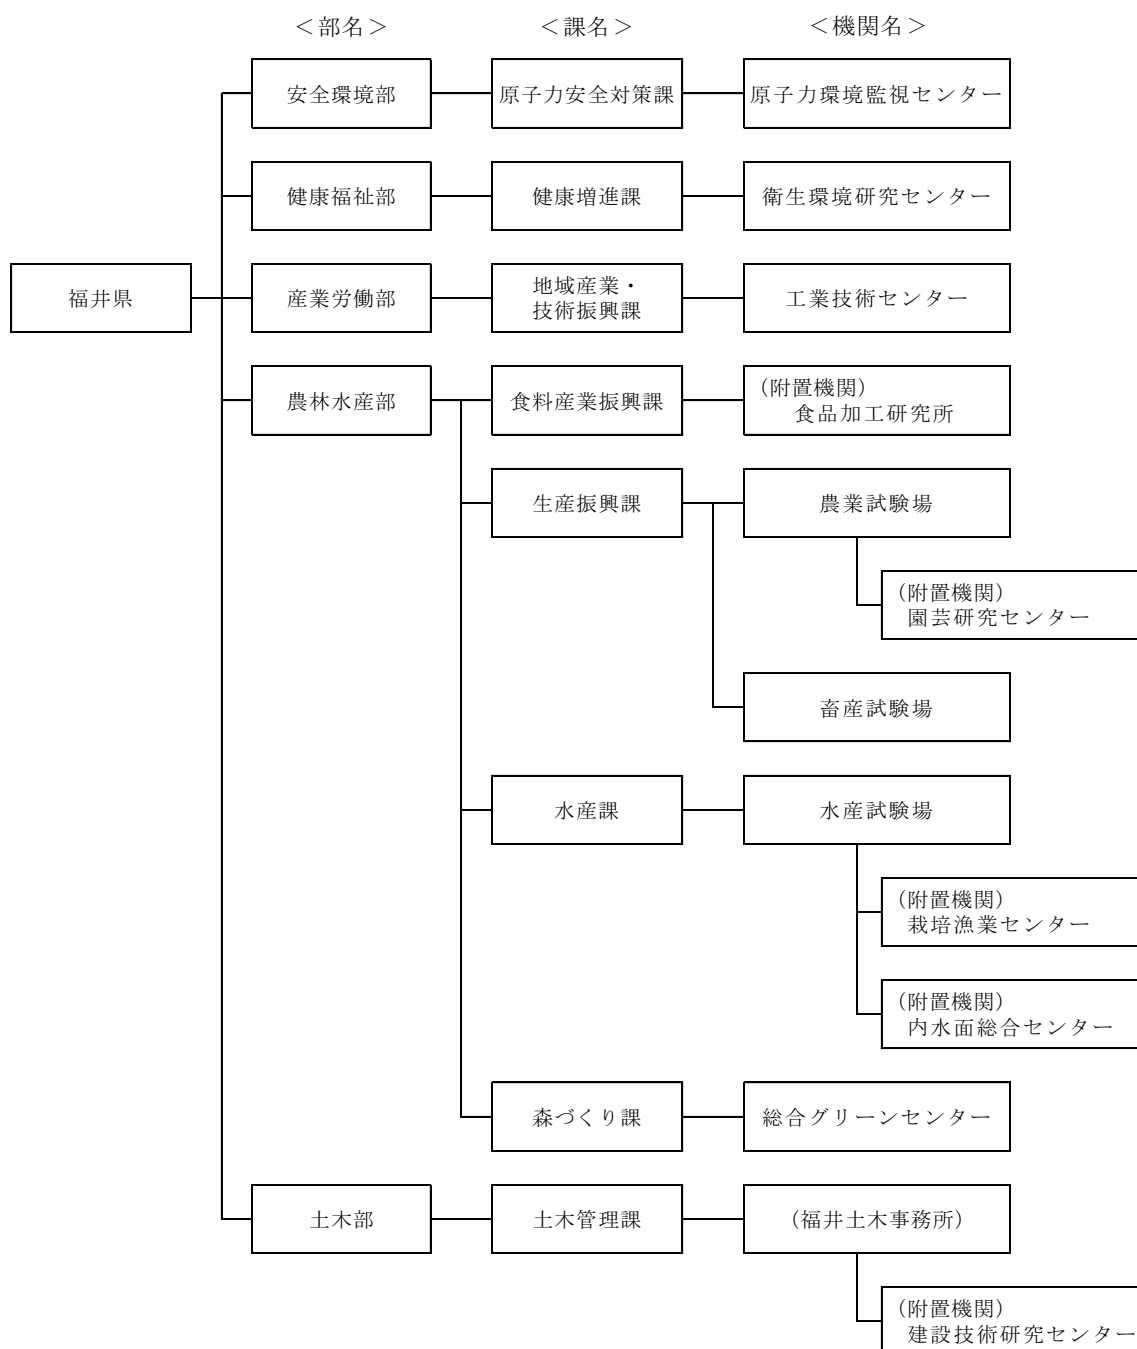 ＜部名＞
＜課名＞
＜機関名＞
安全環境部
原子力安全対策課
原子力環境監視センター
健康福祉部
健康増進課
衛生環境研究センター
福井県
産業労働部
地域産業・
技術振興課
工業技術センター
農林水産部
食料産業振興課
（附置機関）
食品加工研究所
生産振興課
農業試験場
（附置機関）
園芸研究センター
畜産試験場
水産課
水産試験場
（附置機関）
栽培漁業センター
（附置機関）
内水面総合センター
森づくり課
総合グリーンセンター
土木部
土木管理課
（福井土木事務所）
（附置機関）
建設技術研究センター